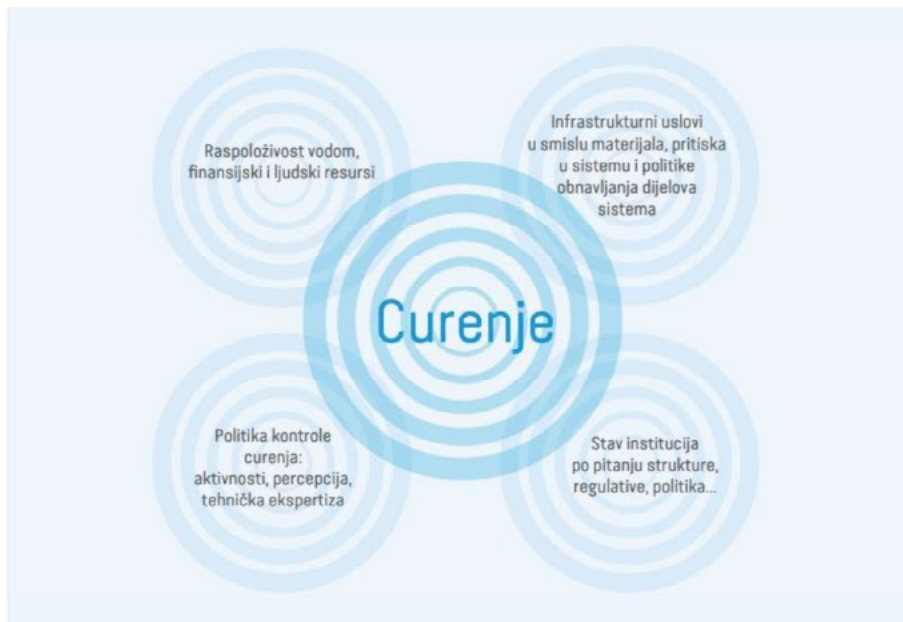 Raspoloživost vodom,
finansijski i ljudski resursi
Infrastrukturni uslovi
u smislu materijala, pritiska
u sistemu i politike
obnavljanja dijelova
sistema
Curenje
Politika kontrole
curenja:
aktivnosti, percepcija,
tehnička ekspertiza
Stav institucija
po pitanju strukture,
regulative, politika...